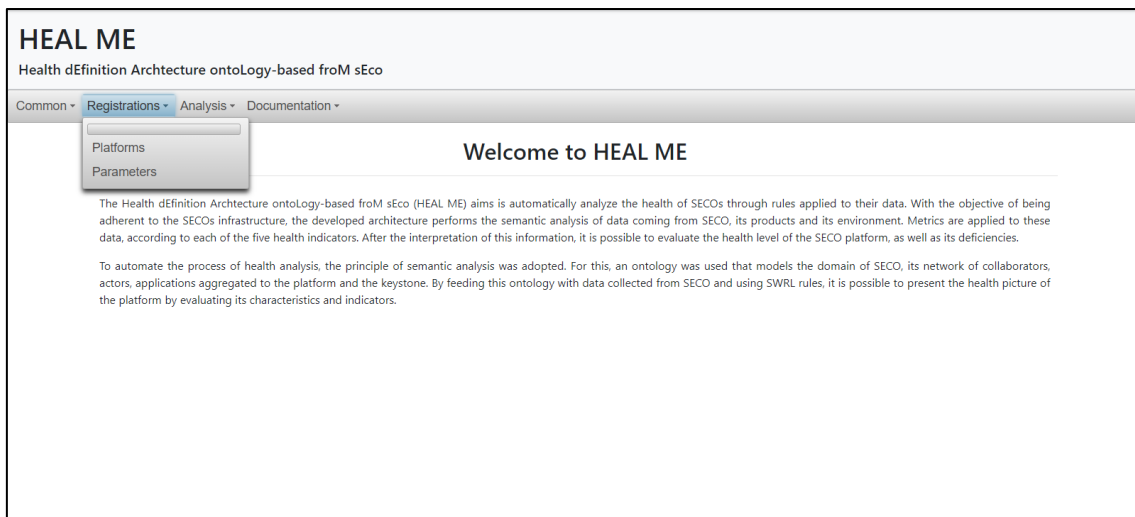 HEAL ME
Health dEfinition Archtecture ontoLogy-based froM sEco
Common Registrations Analysis Documentation
Platforms
Parameters
Welcome to HEAL ME
The Health dEfinition Archtecture ontoLogy-based froM sEco (HEAL ME) aims is automatically analyze the health of SECOs through rules applied to their data. With the objective of being
adherent to the SECOs infrastructure, the developed architecture performs the semantic analysis of data coming from SECO, its products and its environment. Metrics are applied to these
data, according to each of the five health indicators. After the interpretation of this information, it is possible to evaluate the health level of the SECO platform, as well as its deficiencies.
To automate the process of health analysis, the principle of semantic analysis was adopted. For this, an ontology was used that models the domain of SECO, its network of collaborators,
actors, applications aggregated to the platform and the keystone. By feeding this ontology with data collected from SECO and using SWRL rules, it is possible to present the health picture of
the platform by evaluating its characteristics and indicators.